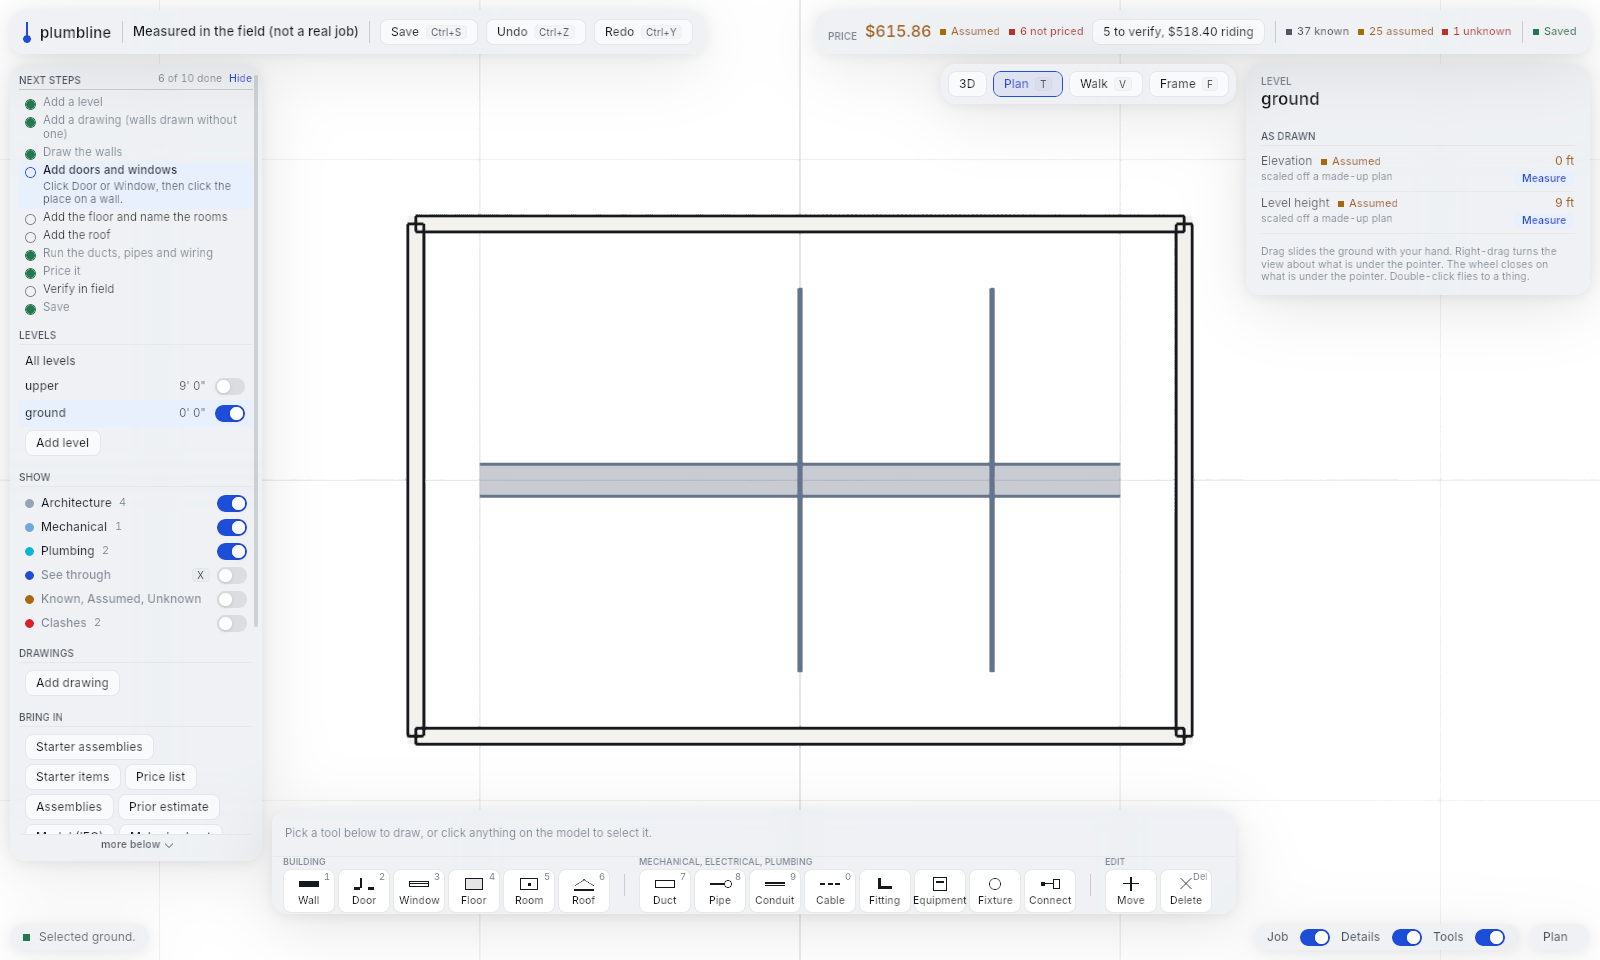 plumbline
Measured in the field (not a real job)
Save Ctrl+S
Undo Ctrl+Z
Redo Ctrl+Y
PRICE $615.86
Assumed
6 not priced
5 to verify, $518.40 riding
37 known
25 assumed
1 unknown
Saved
3D
Plan T
Walk V
Frame F
NEXT STEPS
6 of 10 done Hide
Add a level
Add a drawing (walls drawn without
one)
Draw the walls
Add doors and windows
Click Door or Window, then click the
place on a wall.
Add the floor and name the rooms
Add the roof
Run the ducts, pipes and wiring
Price it
Verify in field
Save
LEVELS
All levels
upper 9' 0"
ground 0' 0"
Add level
SHOW
Architecture 4
Mechanical 1
Plumbing 2
See through X
Known, Assumed, Unknown
Clashes 2
DRAWINGS
Add drawing
BRING IN
Starter assemblies
Starter items Price list
Assemblies Prior estimate
more below
LEVEL
ground
AS DRAWN
Elevation Assumed 0 ft
scaled off a made-up plan Measure
Level height Assumed 9 ft
scaled off a made-up plan Measure
Drag slides the ground with your hand. Right-drag turns the
view about what is under the pointer. The wheel closes on
what is under the pointer. Double-click flies to a thing.
Pick a tool below to draw, or click anything on the model to select it.
BUILDING
1 Wall
2 Door
3 Window
4 Floor
5 Room
6 Roof
MECHANICAL, ELECTRICAL, PLUMBING
7 Duct
8 Pipe
9 Conduit
0 Cable
Fitting
Equipment
Fixture
Connect
EDIT
Move
Del Delete
Selected ground.
Job
Details
Tools
Plan